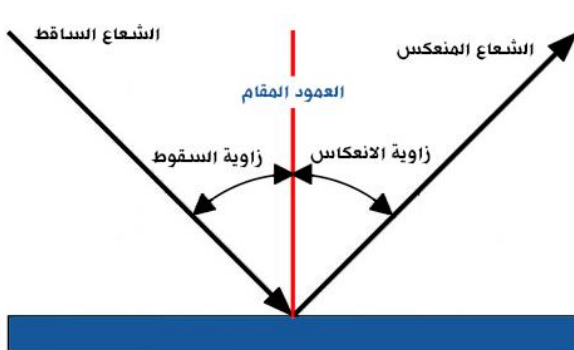 الشعاع الساقط
الشعاع المنعكس
العمود المقام
زاوية الانعكاس
زاوية السقوط